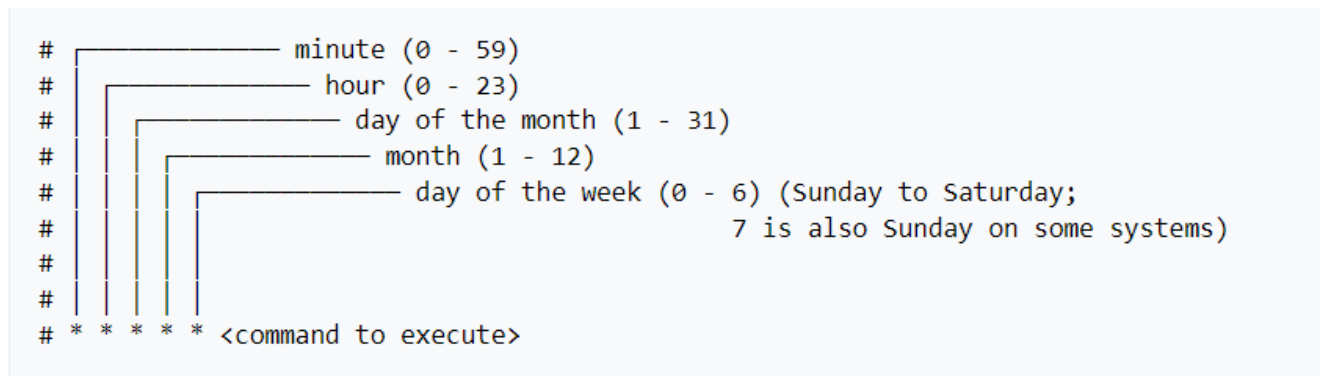 # ┌───────────── minute (0 - 59)
# │ ┌───────────── hour (0 - 23)
# │ │ ┌───────────── day of the month (1 - 31)
# │ │ │ ┌───────────── month (1 - 12)
# │ │ │ │ ┌───────────── day of the week (0 - 6) (Sunday to Saturday;
# │ │ │ │ │                                   7 is also Sunday on some systems)
# │ │ │ │ │
# │ │ │ │ │
# * * * * * <command to execute>